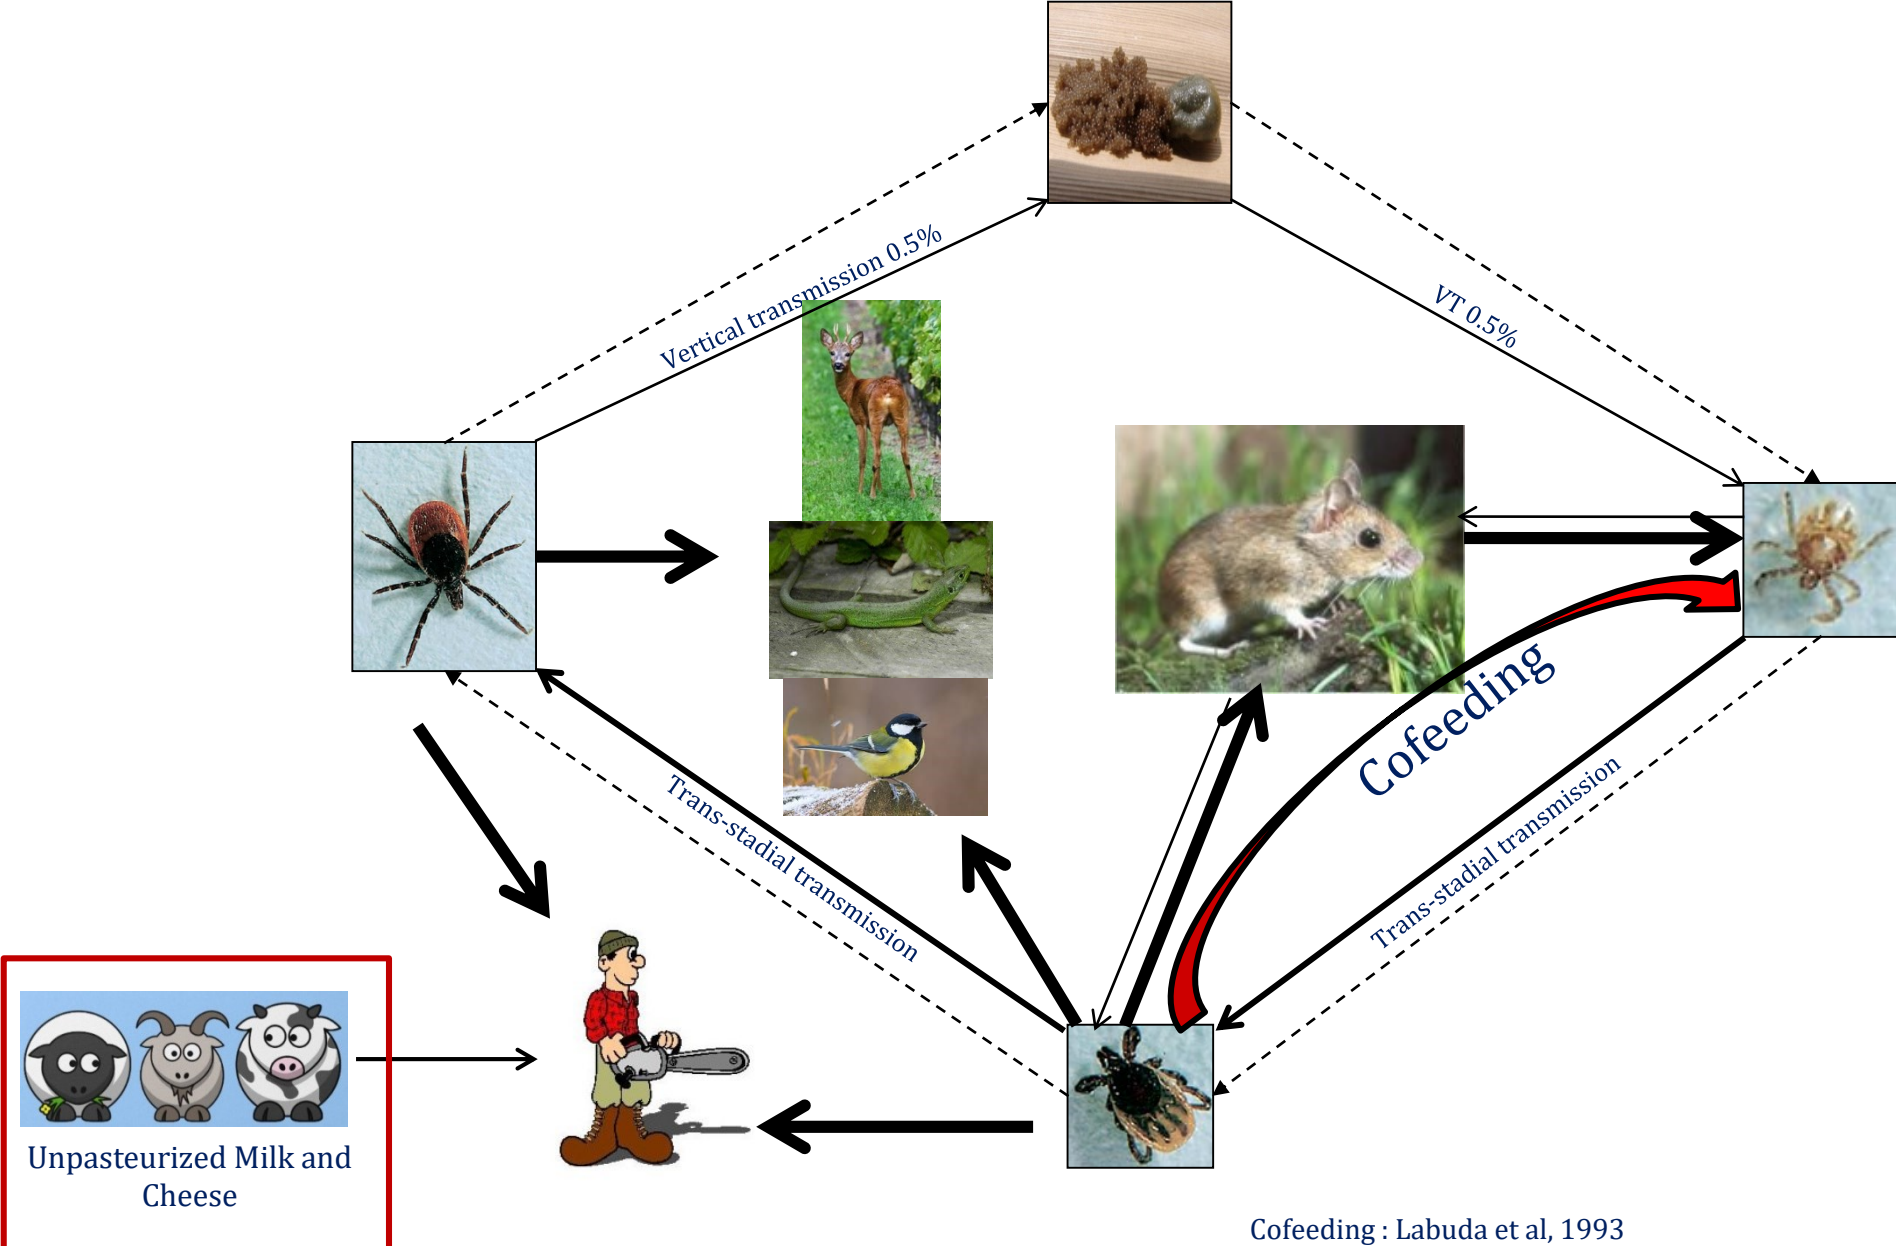 Vertical transmission 0.5%
VT 0.5%
Cofeeding
Trans-stadial transmission
Trans-stadial transmission
Unpasteurized Milk and
Cheese
Cofeeding : Labuda et al, 1993